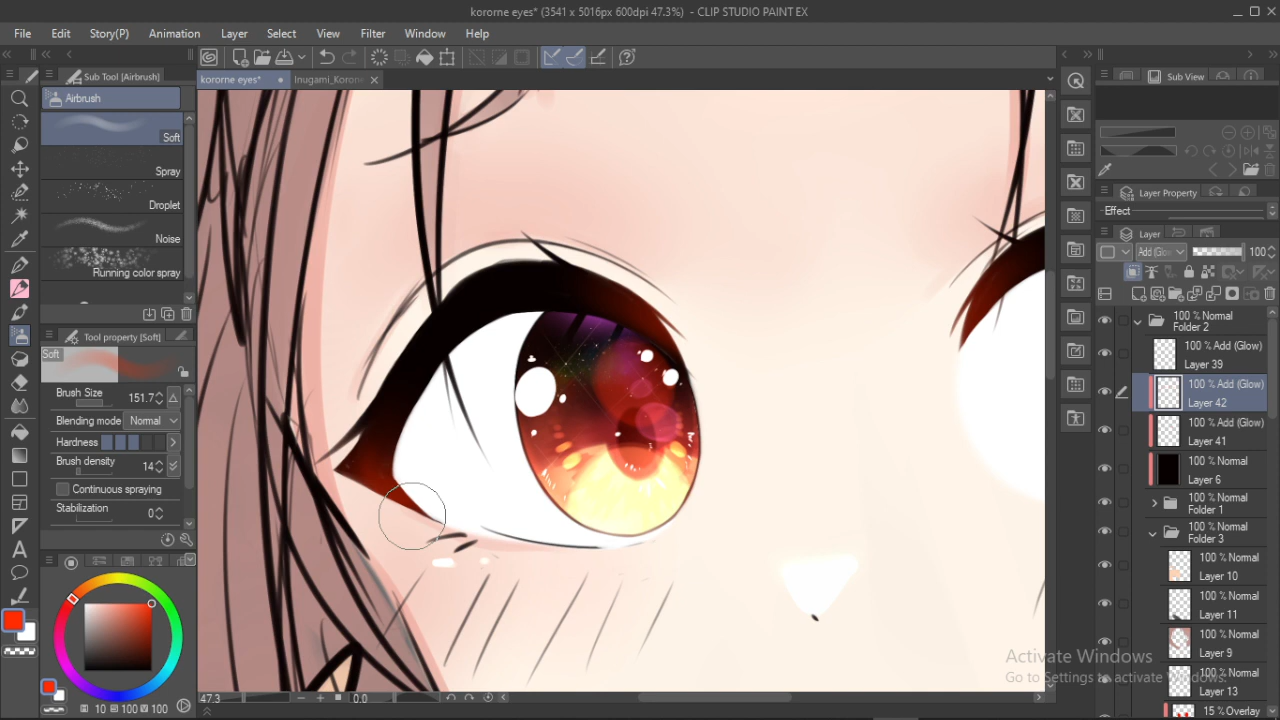 kororne eyes* (3541 x 5016px 600dpi 47.3%) - CLIP STUDIO PAINT EX
File Edit Story(P) Animation Layer Select View Filter Window Help
Sub Tool [Airbrush]
kororne eyes*
Inugami_Korone
Sub View
Airbrush
Soft
Spray
Droplet
Noise
Running color spray
Tool property [Soft]
Soft
Brush Size 151.7
Blending mode Normal
Hardness
Brush density 14
Continuous spraying
Stabilization 0
10 100 100
47.3
0.0
Layer Property
Effect
Layer
Add (Glow) 100
100 % Normal
Folder 2
100 % Add (Glow)
Layer 39
100 % Add (Glow)
Layer 42
100 % Add (Glow)
Layer 41
100 % Normal
Layer 6
100 % Normal
Folder 1
100 % Normal
Folder 3
100 % Normal
Layer 10
100 % Normal
Layer 11
100 % Normal
Layer 9
100 % Normal
Layer 13
15 % Overlay
Activate Windows
Go to Settings to activate Windows.